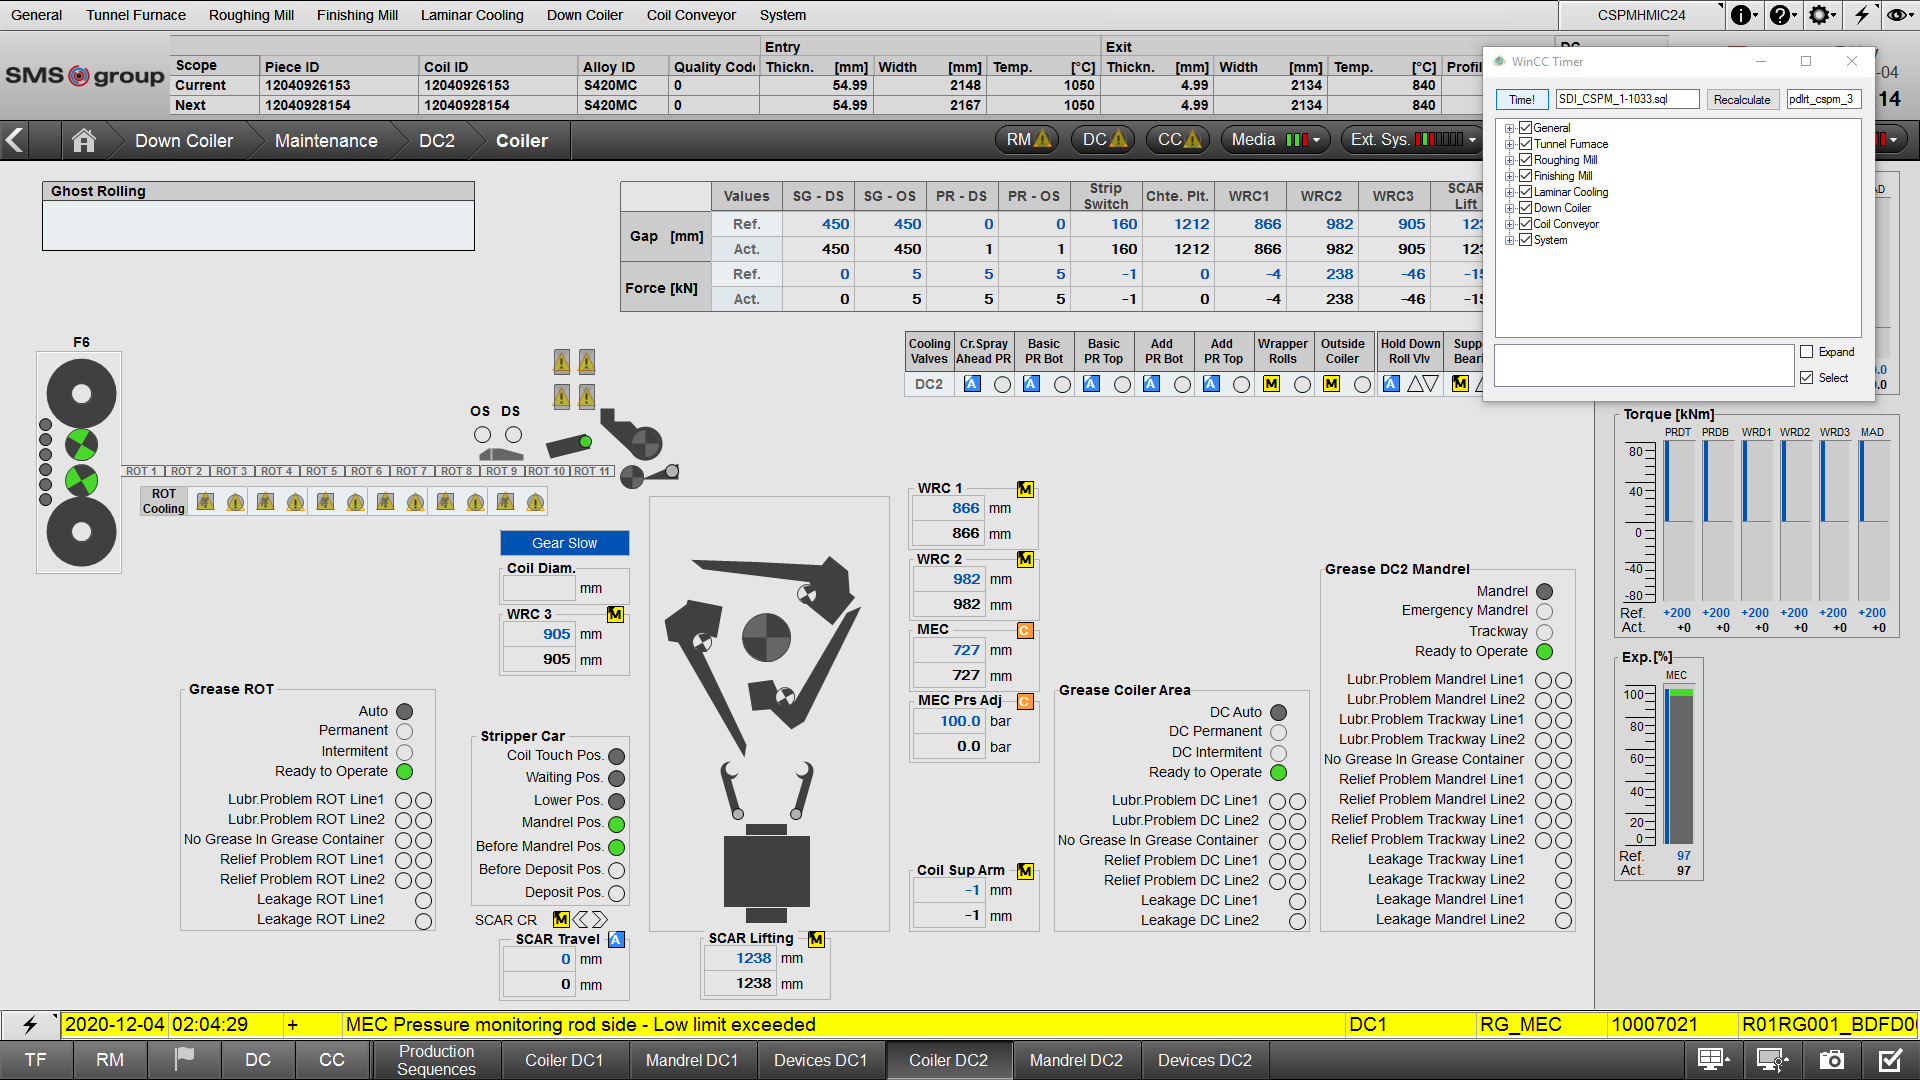 General Tunnel Furnace Roughing Mill Finishing Mill Laminar Cooling Down Coiler Coil Conveyor System CSPMHMIC24
Entry Exit
SMS group
Scope Piece ID Coil ID Alloy ID Quality Code Thickn. [mm] Width [mm] Temp. [°C] Thickn. [mm] Width [mm] Temp. [°C] Profil
Current 12040926153 12040926153 S420MC 0 54.99 2148 1050 4.99 2134 840
Next 12040928154 12040928154 S420MC 0 54.99 2167 1050 4.99 2134 840
-04
14
WinCC Timer
Time! SDI_CSPM_1-1033.sql Recalculate pdlrt_cspm_3
General
Tunnel Furnace
Roughing Mill
Finishing Mill
Laminar Cooling
Down Coiler
Coil Conveyor
System
Expand
Select
Down Coiler Maintenance DC2 Coiler RM DC CC Media Ext. Sys.
Ghost Rolling
Values SG - DS SG - OS PR - DS PR - OS Strip Switch Chte. Plt. WRC1 WRC2 WRC3 SCAR Lift
Gap [mm]
Ref. 450 450 0 0 160 1212 866 982 905 123
Act. 450 450 1 1 160 1212 866 982 905 123
Force [kN]
Ref. 0 5 5 5 -1 0 -4 238 -46 -15
Act. 0 5 5 5 -1 0 -4 238 -46 -15
Cooling Valves Cr.Spray Ahead PR Basic PR Bot Basic PR Top Add PR Bot Add PR Top Wrapper Rolls Outside Coiler Hold Down Roll Vlv Supp Beari
DC2 A A A A A M M A M
F6
OS DS
ROT 1 ROT 2 ROT 3 ROT 4 ROT 5 ROT 6 ROT 7 ROT 8 ROT 9 ROT 10 ROT 11
ROT Cooling
Gear Slow
Coil Diam.
mm
WRC 3 M
905 mm
905 mm
WRC 1 M
866 mm
866 mm
WRC 2 M
982 mm
982 mm
MEC C
727 mm
727 mm
MEC Prs Adj C
100.0 bar
0.0 bar
Coil Sup Arm M
-1 mm
-1 mm
Grease ROT
Auto
Permanent
Intermitent
Ready to Operate
Lubr.Problem ROT Line1
Lubr.Problem ROT Line2
No Grease In Grease Container
Relief Problem ROT Line1
Relief Problem ROT Line2
Leakage ROT Line1
Leakage ROT Line2
Stripper Car
Coil Touch Pos.
Waiting Pos.
Lower Pos.
Mandrel Pos.
Before Mandrel Pos.
Before Deposit Pos.
Deposit Pos.
SCAR CR M
SCAR Travel A
0 mm
0 mm
SCAR Lifting M
1238 mm
1238 mm
Grease Coiler Area
DC Auto
DC Permanent
DC Intermitent
Ready to Operate
Lubr.Problem DC Line1
Lubr.Problem DC Line2
No Grease In Grease Container
Relief Problem DC Line1
Relief Problem DC Line2
Leakage DC Line1
Leakage DC Line2
Grease DC2 Mandrel
Mandrel
Emergency Mandrel
Trackway
Ready to Operate
Lubr.Problem Mandrel Line1
Lubr.Problem Mandrel Line2
Lubr.Problem Trackway Line1
Lubr.Problem Trackway Line2
No Grease In Grease Container
Relief Problem Mandrel Line1
Relief Problem Mandrel Line2
Relief Problem Trackway Line1
Relief Problem Trackway Line2
Leakage Trackway Line1
Leakage Trackway Line2
Leakage Mandrel Line1
Leakage Mandrel Line2
Torque [kNm]
PRDT PRDB WRD1 WRD2 WRD3 MAD
80
40
0
-40
-80
Ref. +200 +200 +200 +200 +200 +200
Act. +0 +0 +0 +0 +0 +0
Exp.[%]
MEC
100
80
60
40
20
0
Ref. 97
Act. 97
2020-12-04 02:04:29 + MEC Pressure monitoring rod side - Low limit exceeded DC1 RG_MEC 10007021 R01RG001_BDFD0
TF RM DC CC Production Sequences Coiler DC1 Mandrel DC1 Devices DC1 Coiler DC2 Mandrel DC2 Devices DC2